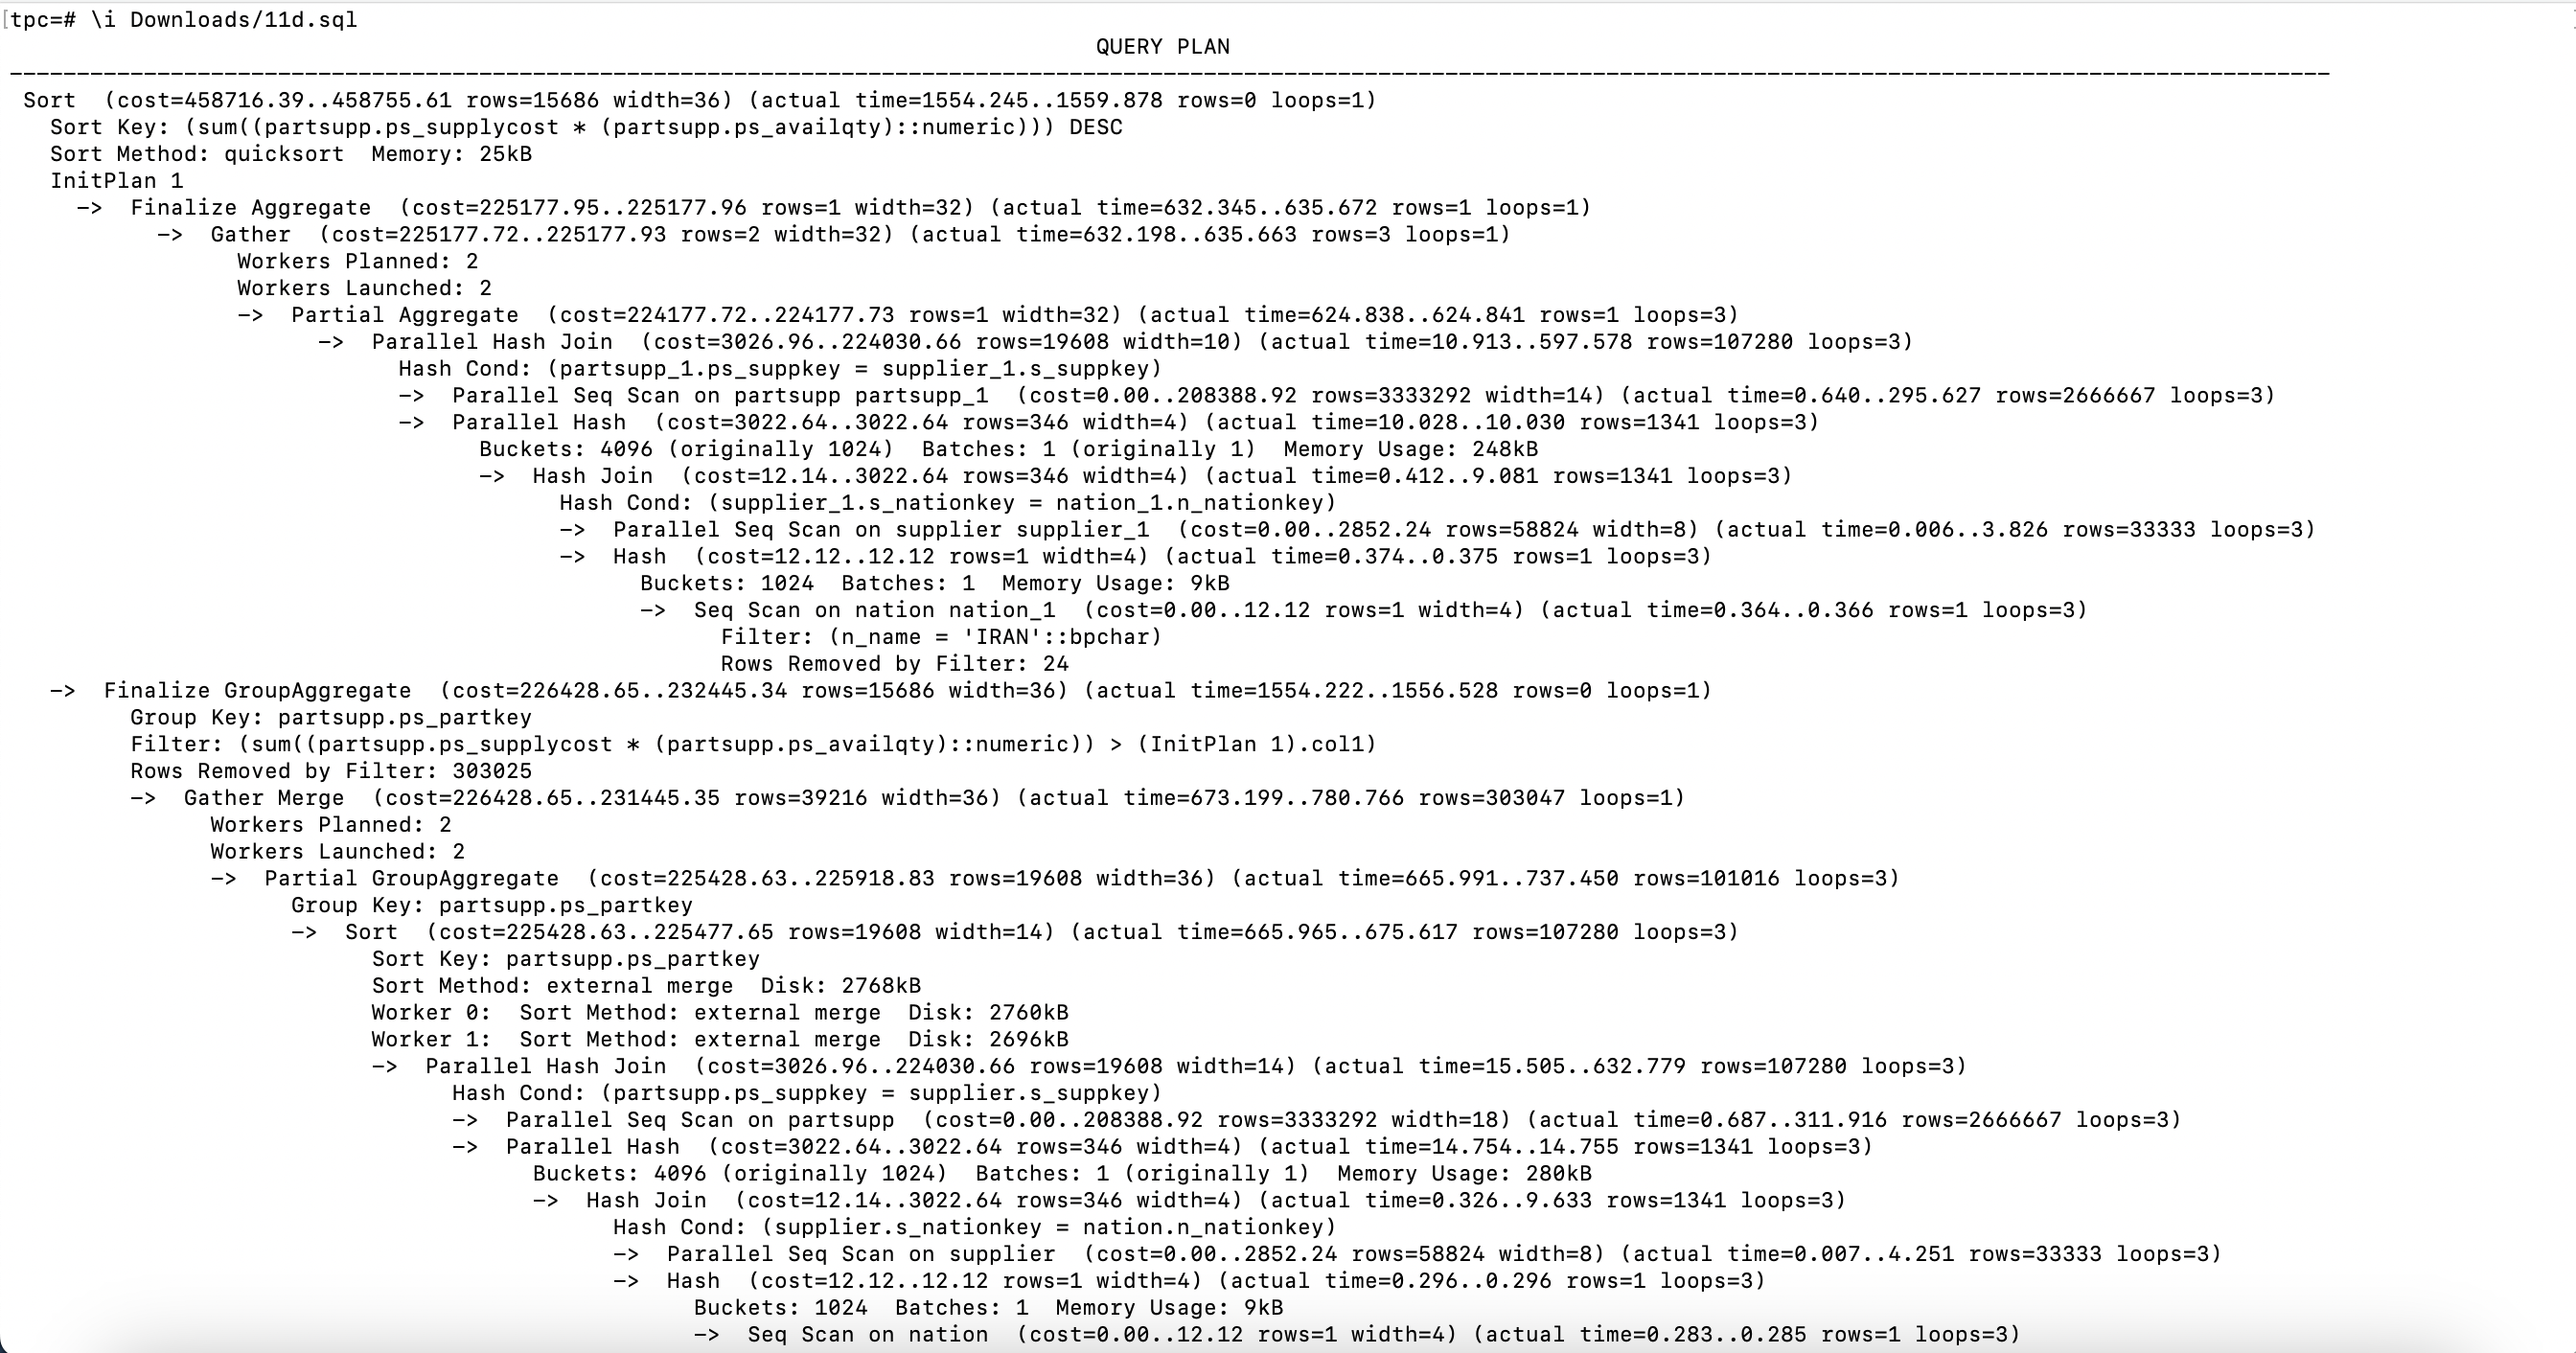 [tpc=# \i Downloads/11d.sql
QUERY PLAN
------------------------------------------------------------------------------------------------------------------------------------------------------------------------------
Sort  (cost=458716.39..458755.61 rows=15686 width=36) (actual time=1554.245..1559.878 rows=0 loops=1)
Sort Key: (sum((partsupp.ps_supplycost * (partsupp.ps_availqty)::numeric))) DESC
Sort Method: quicksort  Memory: 25kB
InitPlan 1
->  Finalize Aggregate  (cost=225177.95..225177.96 rows=1 width=32) (actual time=632.345..635.672 rows=1 loops=1)
->  Gather  (cost=225177.72..225177.93 rows=2 width=32) (actual time=632.198..635.663 rows=3 loops=1)
Workers Planned: 2
Workers Launched: 2
->  Partial Aggregate  (cost=224177.72..224177.73 rows=1 width=32) (actual time=624.838..624.841 rows=1 loops=3)
->  Parallel Hash Join  (cost=3026.96..224030.66 rows=19608 width=10) (actual time=10.913..597.578 rows=107280 loops=3)
Hash Cond: (partsupp_1.ps_suppkey = supplier_1.s_suppkey)
->  Parallel Seq Scan on partsupp partsupp_1  (cost=0.00..208388.92 rows=3333292 width=14) (actual time=0.640..295.627 rows=2666667 loops=3)
->  Parallel Hash  (cost=3022.64..3022.64 rows=346 width=4) (actual time=10.028..10.030 rows=1341 loops=3)
Buckets: 4096 (originally 1024)  Batches: 1 (originally 1)  Memory Usage: 248kB
->  Hash Join  (cost=12.14..3022.64 rows=346 width=4) (actual time=0.412..9.081 rows=1341 loops=3)
Hash Cond: (supplier_1.s_nationkey = nation_1.n_nationkey)
->  Parallel Seq Scan on supplier supplier_1  (cost=0.00..2852.24 rows=58824 width=8) (actual time=0.006..3.826 rows=33333 loops=3)
->  Hash  (cost=12.12..12.12 rows=1 width=4) (actual time=0.374..0.375 rows=1 loops=3)
Buckets: 1024  Batches: 1  Memory Usage: 9kB
->  Seq Scan on nation nation_1  (cost=0.00..12.12 rows=1 width=4) (actual time=0.364..0.366 rows=1 loops=3)
Filter: (n_name = 'IRAN'::bpchar)
Rows Removed by Filter: 24
->  Finalize GroupAggregate  (cost=226428.65..232445.34 rows=15686 width=36) (actual time=1554.222..1556.528 rows=0 loops=1)
Group Key: partsupp.ps_partkey
Filter: (sum((partsupp.ps_supplycost * (partsupp.ps_availqty)::numeric)) > (InitPlan 1).col1)
Rows Removed by Filter: 303025
->  Gather Merge  (cost=226428.65..231445.35 rows=39216 width=36) (actual time=673.199..780.766 rows=303047 loops=1)
Workers Planned: 2
Workers Launched: 2
->  Partial GroupAggregate  (cost=225428.63..225918.83 rows=19608 width=36) (actual time=665.991..737.450 rows=101016 loops=3)
Group Key: partsupp.ps_partkey
->  Sort  (cost=225428.63..225477.65 rows=19608 width=14) (actual time=665.965..675.617 rows=107280 loops=3)
Sort Key: partsupp.ps_partkey
Sort Method: external merge  Disk: 2768kB
Worker 0:  Sort Method: external merge  Disk: 2760kB
Worker 1:  Sort Method: external merge  Disk: 2696kB
->  Parallel Hash Join  (cost=3026.96..224030.66 rows=19608 width=14) (actual time=15.505..632.779 rows=107280 loops=3)
Hash Cond: (partsupp.ps_suppkey = supplier.s_suppkey)
->  Parallel Seq Scan on partsupp  (cost=0.00..208388.92 rows=3333292 width=18) (actual time=0.687..311.916 rows=2666667 loops=3)
->  Parallel Hash  (cost=3022.64..3022.64 rows=346 width=4) (actual time=14.754..14.755 rows=1341 loops=3)
Buckets: 4096 (originally 1024)  Batches: 1 (originally 1)  Memory Usage: 280kB
->  Hash Join  (cost=12.14..3022.64 rows=346 width=4) (actual time=0.326..9.633 rows=1341 loops=3)
Hash Cond: (supplier.s_nationkey = nation.n_nationkey)
->  Parallel Seq Scan on supplier  (cost=0.00..2852.24 rows=58824 width=8) (actual time=0.007..4.251 rows=33333 loops=3)
->  Hash  (cost=12.12..12.12 rows=1 width=4) (actual time=0.296..0.296 rows=1 loops=3)
Buckets: 1024  Batches: 1  Memory Usage: 9kB
->  Seq Scan on nation  (cost=0.00..12.12 rows=1 width=4) (actual time=0.283..0.285 rows=1 loops=3)